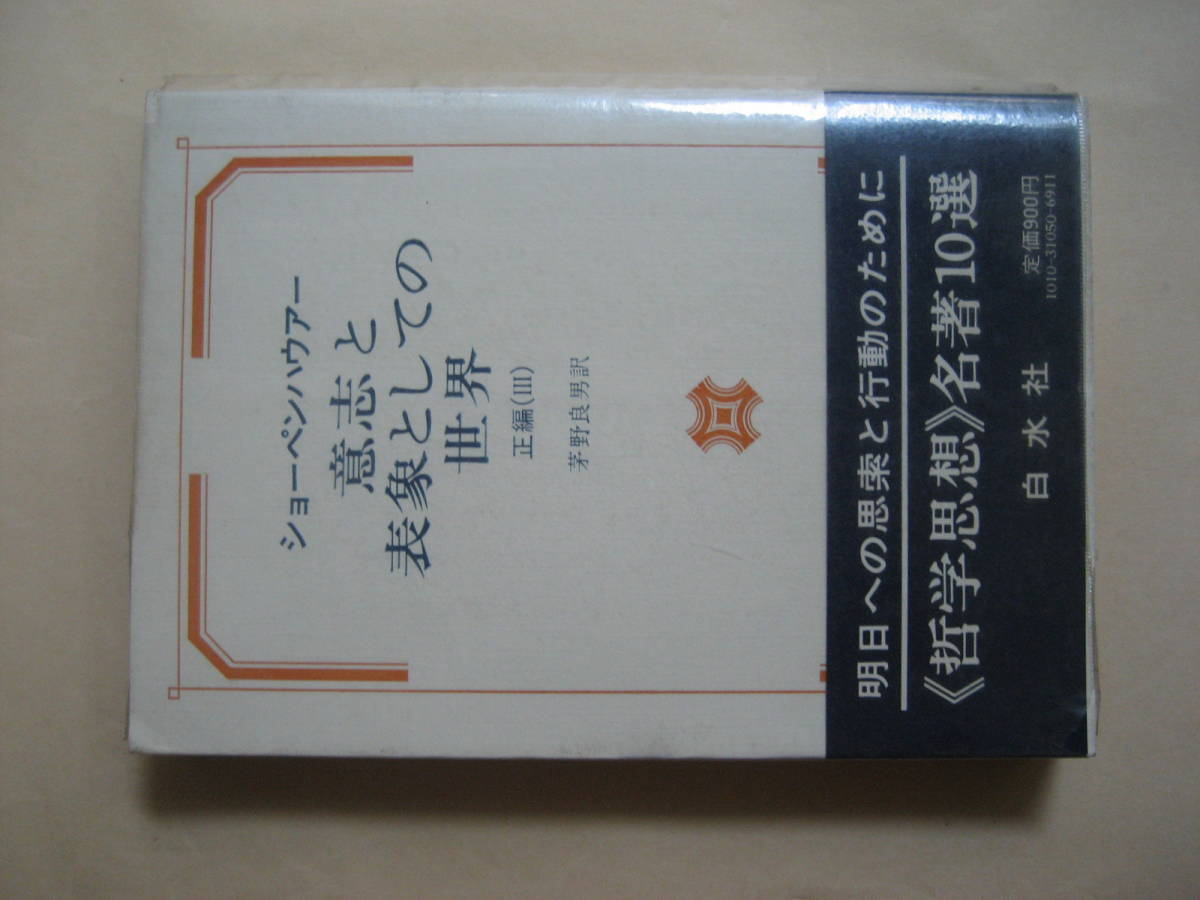 ショーペンハウァー
意志と
表象としての
世界
正編(III)
茅野良男訳
明日への思索と行動のために
《哲学思想》名著10選
白水社
定価900円
1010-31050-6911